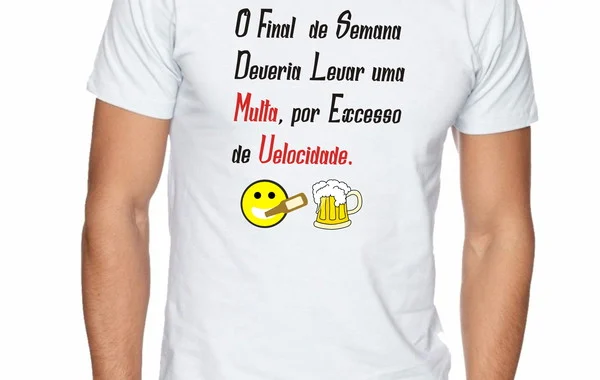 O Final de Semana
Deveria Levar uma
Multa, por Excesso
de Velocidade.